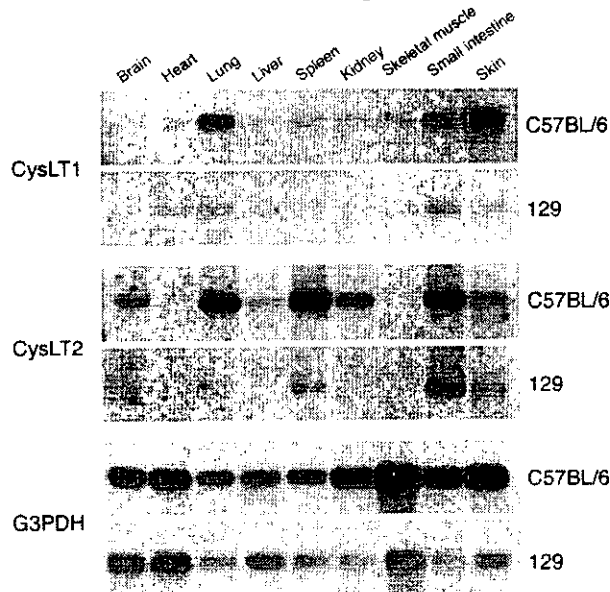 Brain Heart Lung Liver Spleen Kidney Skeletal muscle Small intestine Skin
C57BL/6
CysLT1
129
C57BL/6
CysLT2
129
C57BL/6
G3PDH
129